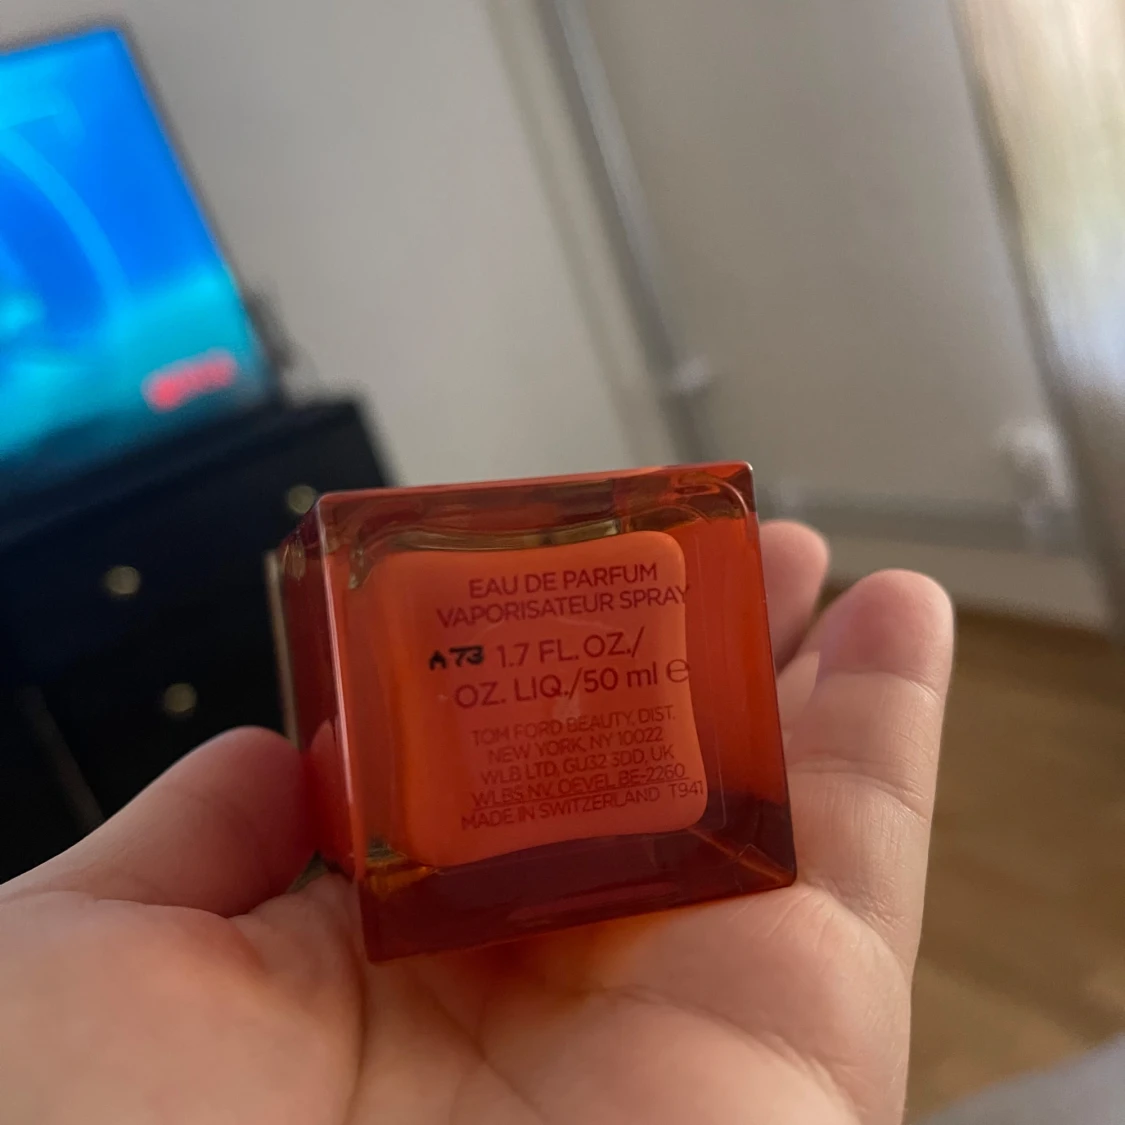 EAU DE PARFUM
VAPORISATEUR SPRAY
A73 1.7 FL. OZ./
OZ. LIQ./50 ml ℮
TOM FORD BEAUTY, DIST.
NEW YORK, NY 10022
WLB LTD, GU32 3DD, UK
WLBS NV, OEVEL BE-2260
MADE IN SWITZERLAND T941